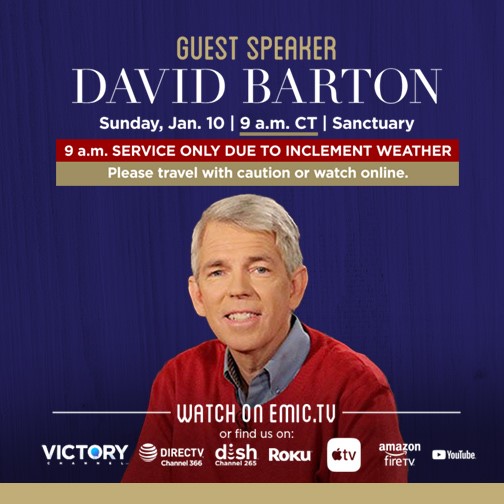 GUEST SPEAKER
DAVID BARTON
Sunday, Jan. 10 | 9 a.m. CT | Sanctuary
9 a.m. SERVICE ONLY DUE TO INCLEMENT WEATHER
Please travel with caution or watch online.
WATCH ON EMIC.TV
or find us on:
VICTORY CHANNEL
DIRECTV Channel 366
dish Channel 265
ROKU
tv
amazon fireTV
YouTube